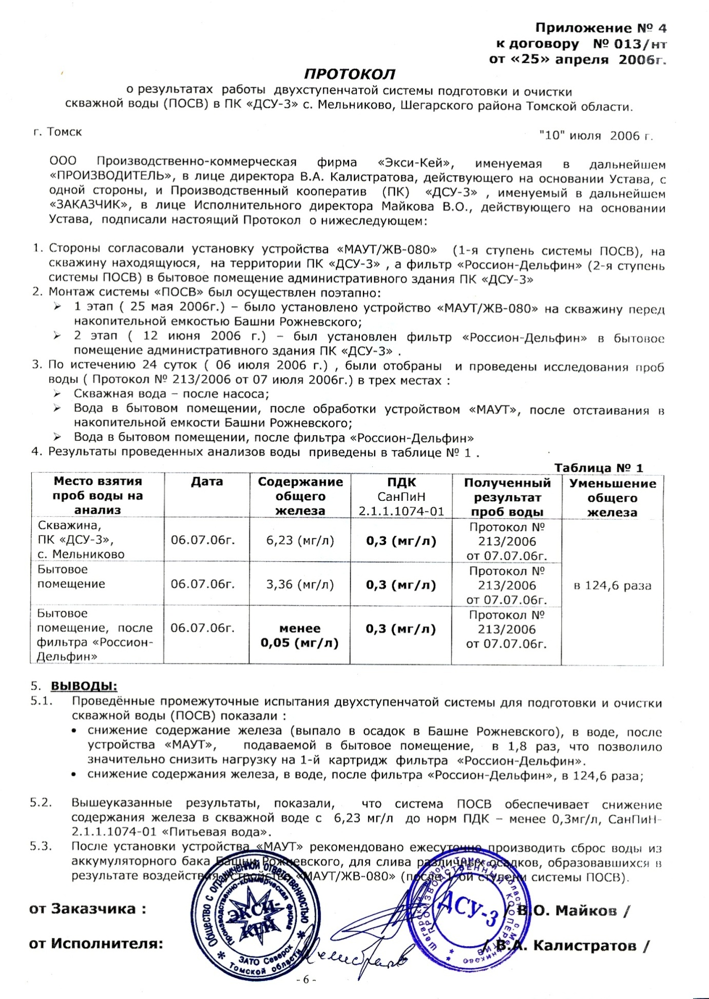 Приложение № 4
к договору № 013/нт
от «25» апреля 2006г.
ПРОТОКОЛ
о результатах работы двухступенчатой системы подготовки и очистки
скважной воды (ПОСВ) в ПК «ДСУ-3» с. Мельниково, Шегарского района Томской области.
г. Томск
"10" июля 2006 г.
ООО Производственно-коммерческая фирма «Экси-Кей», именуемая в дальнейшем
«ПРОИЗВОДИТЕЛЬ», в лице директора В.А. Калистратова, действующего на основании Устава, с
одной стороны, и Производственный кооператив (ПК) «ДСУ-3» , именуемый в дальнейшем
«ЗАКАЗЧИК», в лице Исполнительного директора Майкова В.О., действующего на основании
Устава, подписали настоящий Протокол о нижеследующем:
1. Стороны согласовали установку устройства «МАУТ/ЖВ-080» (1-я ступень системы ПОСВ), на
скважину находящуюся, на территории ПК «ДСУ-3» , а фильтр «Россион-Дельфин» (2-я ступень
системы ПОСВ) в бытовое помещение административного здания ПК «ДСУ-3»
2. Монтаж системы «ПОСВ» был осуществлен поэтапно:
➢ 1 этап ( 25 мая 2006г.) – было установлено устройство «МАУТ/ЖВ-080» на скважину перед
накопительной емкостью Башни Рожневского;
➢ 2 этап ( 12 июня 2006 г.) – был установлен фильтр «Россион-Дельфин» в бытовое
помещение административного здания ПК «ДСУ-3» .
3. По истечению 24 суток ( 06 июля 2006 г.) , были отобраны и проведены исследования проб
воды ( Протокол № 213/2006 от 07 июля 2006г.) в трех местах :
➢ Скважная вода – после насоса;
➢ Вода в бытовом помещении, после обработки устройством «МАУТ», после отстаивания в
накопительной емкости Башни Рожневского;
➢ Вода в бытовом помещении, после фильтра «Россион-Дельфин»
4. Результаты проведенных анализов воды приведены в таблице № 1 .
Таблица № 1
Место взятия
проб воды на
анализ
Дата
Содержание
общего
железа
ПДК
СанПиН
2.1.1.1074-01
Полученный
результат
проб воды
Уменьшение
общего
железа
Скважина,
ПК «ДСУ-3»,
с. Мельниково
06.07.06г.
6,23 (мг/л)
0,3 (мг/л)
Протокол №
213/2006
от 07.07.06г.
Бытовое
помещение
06.07.06г.
3,36 (мг/л)
0,3 (мг/л)
Протокол №
213/2006
от 07.07.06г.
в 124,6 раза
Бытовое
помещение, после
фильтра «Россион-
Дельфин»
06.07.06г.
менее
0,05 (мг/л)
0,3 (мг/л)
Протокол №
213/2006
от 07.07.06г.
5. ВЫВОДЫ:
5.1. Проведённые промежуточные испытания двухступенчатой системы для подготовки и очистки
скважной воды (ПОСВ) показали :
• снижение содержание железа (выпало в осадок в Башне Рожневского), в воде, после
устройства «МАУТ», подаваемой в бытовое помещение, в 1,8 раз, что позволило
значительно снизить нагрузку на 1-й картридж фильтра «Россион-Дельфин».
• снижение содержания железа, в воде, после фильтра «Россион-Дельфин», в 124,6 раза;
5.2. Вышеуказанные результаты, показали, что система ПОСВ обеспечивает снижение
содержания железа в скважной воде с 6,23 мг/л до норм ПДК – менее 0,3мг/л, СанПиН-
2.1.1.1074-01 «Питьевая вода».
5.3. После установки устройства «МАУТ» рекомендовано ежесуточно производить сброс воды из
аккумуляторного бака Башни Рожневского, для слива различных осадков, образовавшихся в
результате воздействия устройства «МАУТ/ЖВ-080» (после 1-ой ступени системы ПОСВ).
от Заказчика :
/ В.О. Майков /
от Исполнителя:
/ В.А. Калистратов /
Общество с ограниченной ответственностью
Производственно-коммерческая фирма
ЭКСИ-
КЕЙ
ЗАТО Северск
Томской области
Шегарский район Томской области с. Мельниково
ПРОИЗВОДСТВЕННЫЙ КООПЕРАТИВ
ДСУ-3
- 6 -